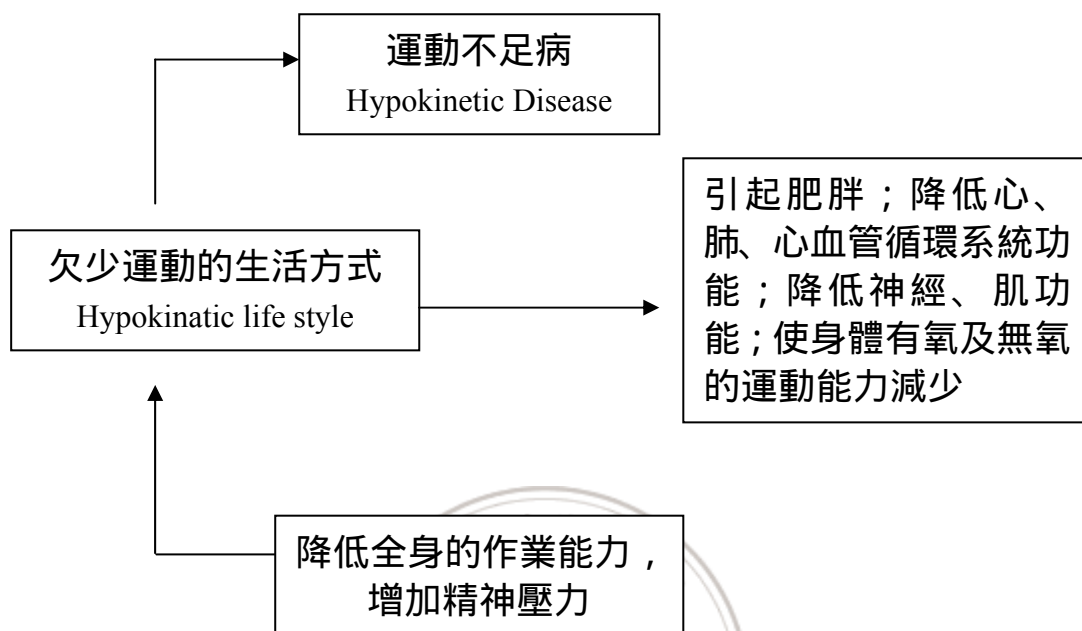 運動不足病
Hypokinetic Disease
欠少運動的生活方式
Hypokinatic life style
引起肥胖；降低心、
肺、心血管循環系統功
能；降低神經、肌功
能；使身體有氧及無氧
的運動能力減少
降低全身的作業能力，
增加精神壓力